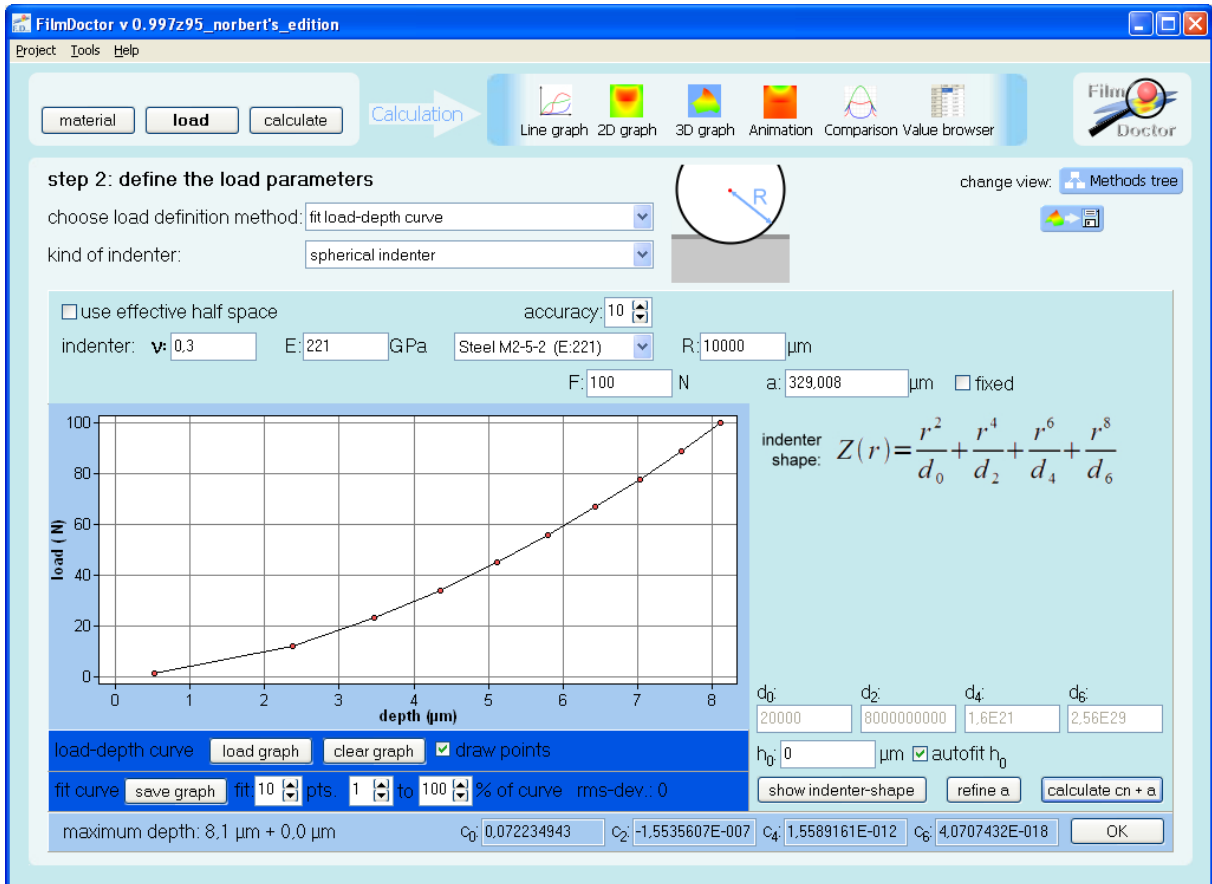 FilmDoctor v 0.997z95_norbert's_edition
Project Tools Help
material load calculate
Calculation
Line graph 2D graph 3D graph Animation Comparison Value browser
Film Doctor
step 2: define the load parameters
change view: Methods tree
choose load definition method: fit load-depth curve
kind of indenter: spherical indenter
R
use effective half space accuracy: 10
indenter: ν: 0,3 E: 221 GPa Steel M2-5-2 (E:221) R: 10000 µm
F: 100 N a: 329,008 µm fixed
100
80
60
40
20
0
load ( N)
0 1 2 3 4 5 6 7 8
depth (µm)
indenter shape: Z(r)=r²/d₀+r⁴/d₂+r⁶/d₄+r⁸/d₆
d₀: d₂: d₄: d₆:
20000 8000000000 1,6E21 2,56E29
load-depth curve load graph clear graph draw points
h₀: 0 µm autofit h₀
fit curve save graph fit: 10 pts. 1 to 100 % of curve rms-dev.: 0
show indenter-shape refine a calculate cn + a
maximum depth: 8,1 µm + 0,0 µm c₀: 0,072234943 c₂: -1,5535607E-007 c₄: 1,5589161E-012 c₆: 4,0707432E-018 OK